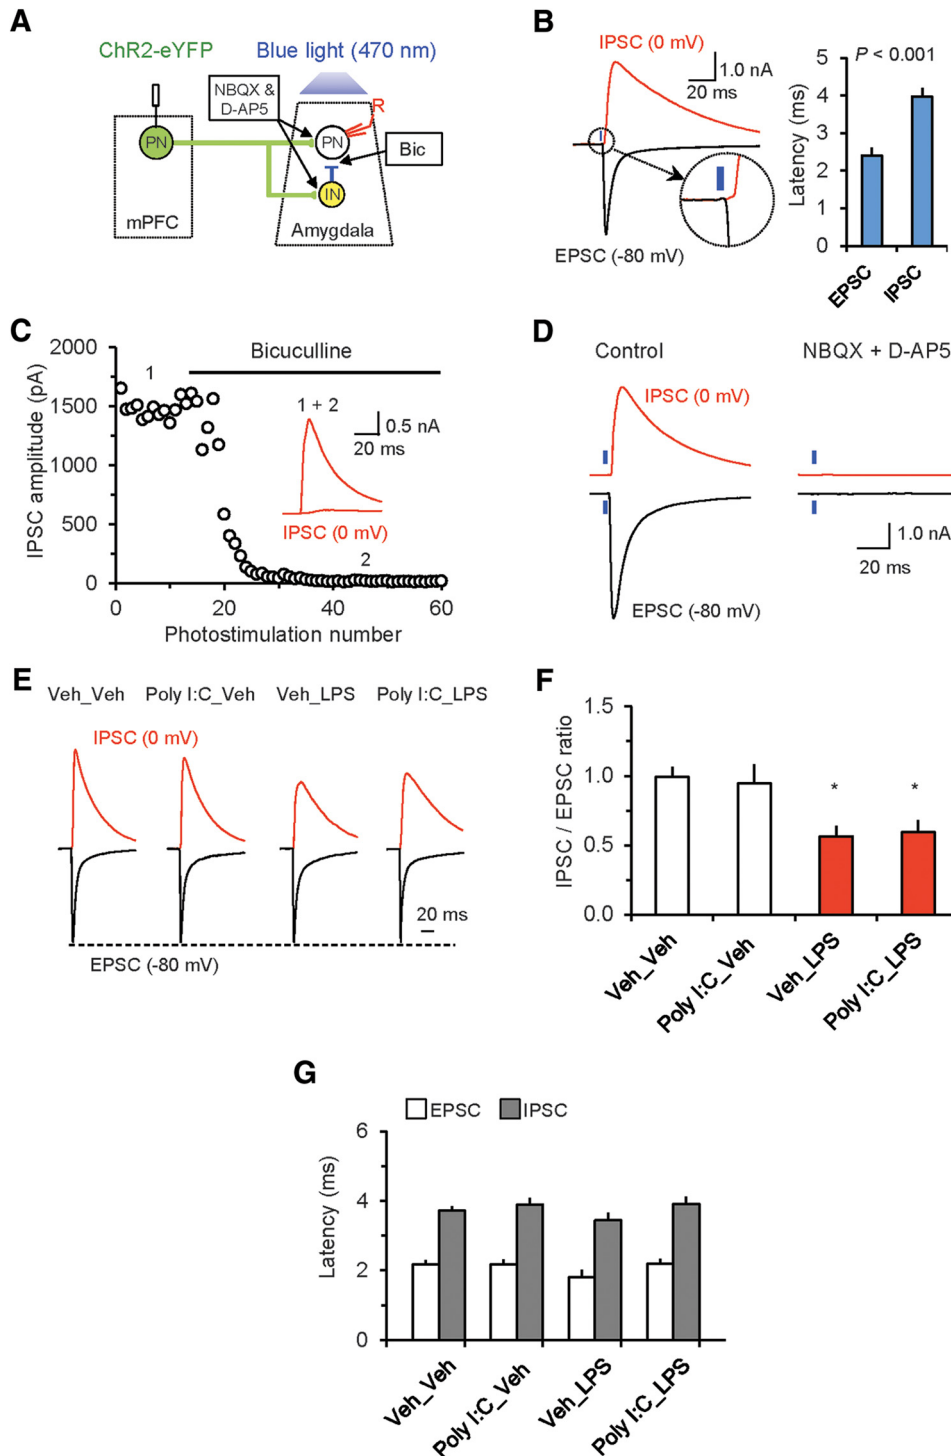 A
ChR2-eYFP
Blue light (470 nm)
NBQX &
D-AP5
R
PN
PN
Bic
IN
mPFC
Amygdala
B
IPSC (0 mV)
1.0 nA
20 ms
EPSC (-80 mV)
P < 0.001
Latency (ms)
5
4
3
2
1
0
EPSC
IPSC
C
IPSC amplitude (pA)
2000
1500
1000
500
0
1
Bicuculline
1 + 2
0.5 nA
20 ms
IPSC (0 mV)
2
0
20
40
60
Photostimulation number
D
Control
NBQX + D-AP5
IPSC (0 mV)
EPSC (-80 mV)
1.0 nA
20 ms
E
Veh_Veh
Poly I:C_Veh
Veh_LPS
Poly I:C_LPS
IPSC (0 mV)
20 ms
EPSC (-80 mV)
F
IPSC / EPSC ratio
1.5
1.0
0.5
0.0
*
*
Veh_Veh
Poly I:C_Veh
Veh_LPS
Poly I:C_LPS
G
EPSC
IPSC
Latency (ms)
6
4
2
0
Veh_Veh
Poly I:C_Veh
Veh_LPS
Poly I:C_LPS